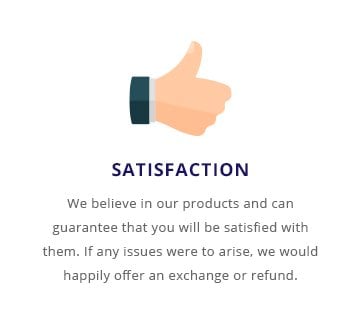 SATISFACTION
We believe in our products and can
guarantee that you will be satisfied with
them. If any issues were to arise, we would
happily offer an exchange or refund.